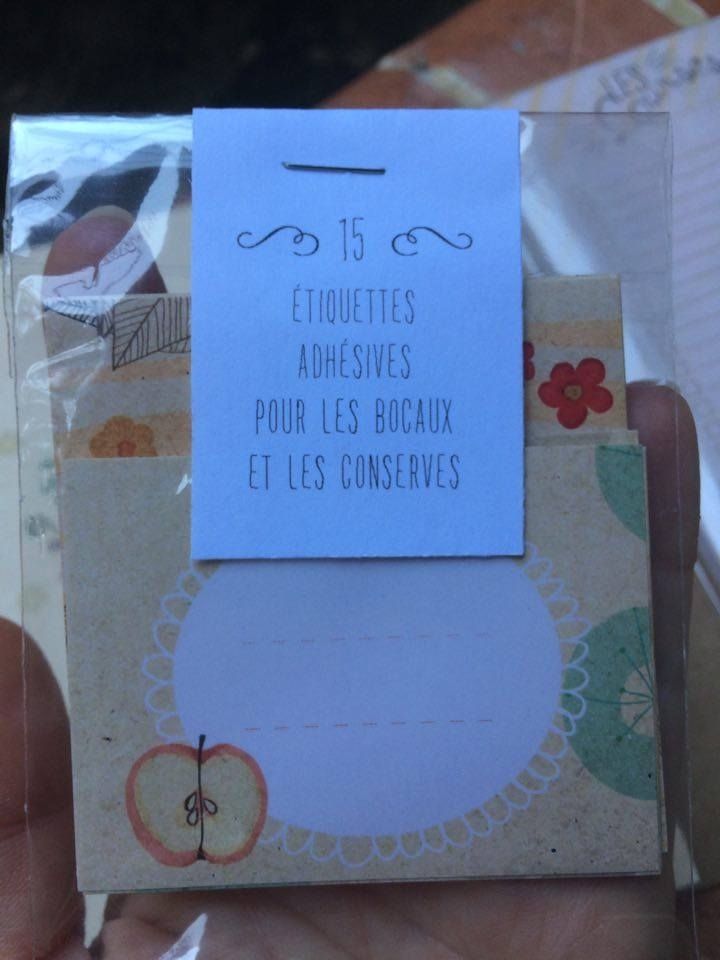 15
ÉTIQUETTES
ADHÉSIVES
POUR LES BOCAUX
ET LES CONSERVES